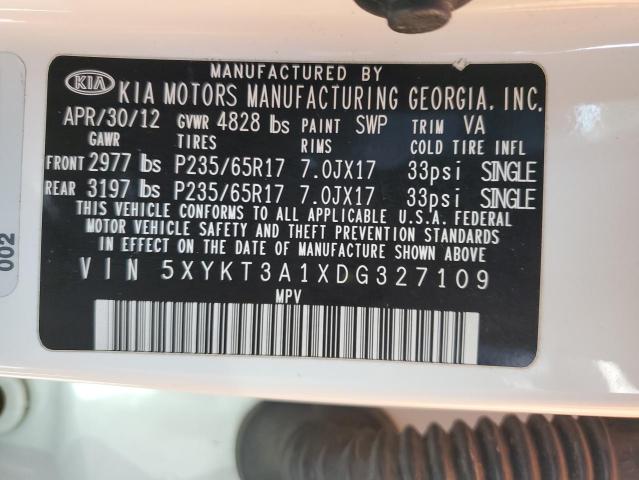 MANUFACTURED BY
KIA KIA MOTORS MANUFACTURING GEORGIA, INC.
APR/30/12 GVWR 4828 lbs PAINT SWP TRIM VA
GAWR TIRES RIMS COLD TIRE INFL
FRONT 2977 lbs P235/65R17 7.0JX17 33psi SINGLE
REAR 3197 lbs P235/65R17 7.0JX17 33psi SINGLE
THIS VEHICLE CONFORMS TO ALL APPLICABLE U.S.A. FEDERAL
MOTOR VEHICLE SAFETY AND THEFT PREVENTION STANDARDS
IN EFFECT ON THE DATE OF MANUFACTURE SHOWN ABOVE
VIN 5XYKT3A1XDG327109
MPV
002